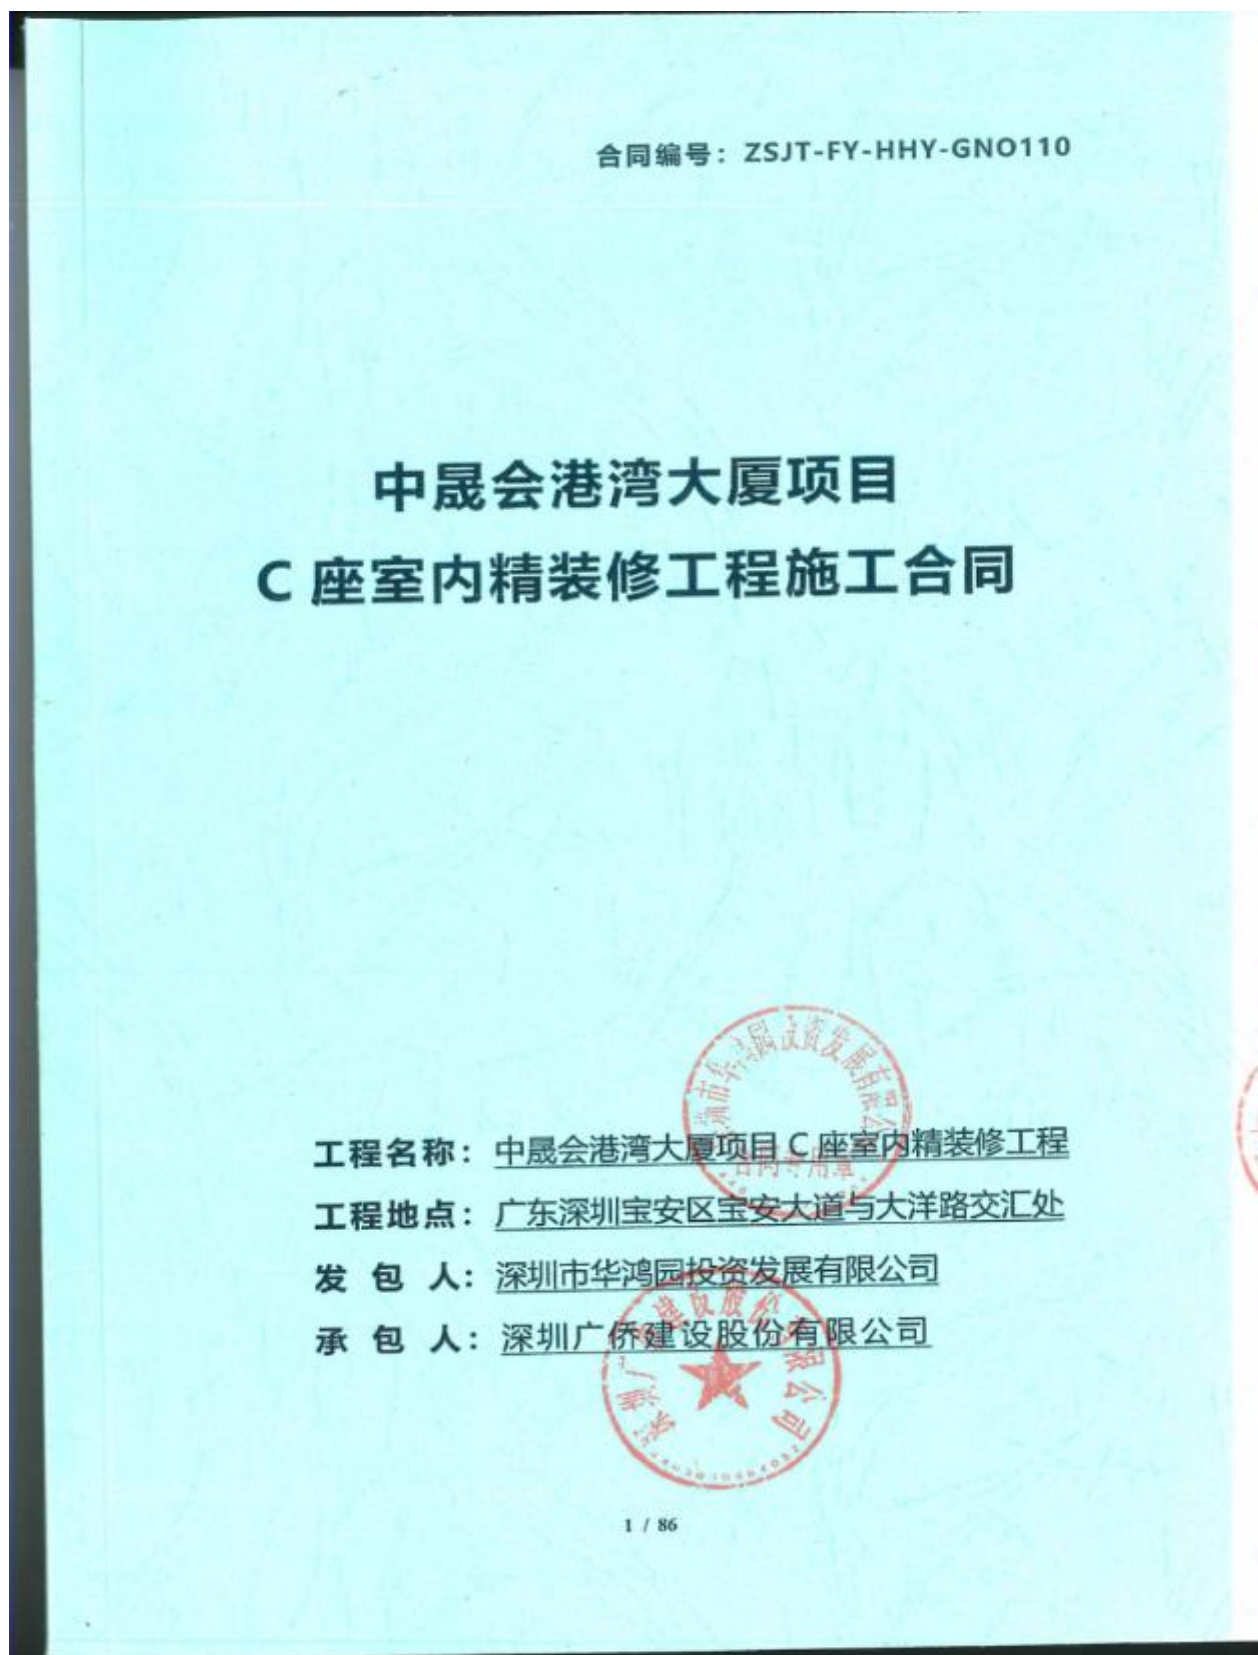 合同编号：ZSJT-FY-HHY-GNO110
中晟会港湾大厦项目
C 座室内精装修工程施工合同
工程名称：中晟会港湾大厦项目 C 座室内精装修工程
工程地点：广东深圳宝安区宝安大道与大洋路交汇处
发 包 人：深圳市华鸿园投资发展有限公司
承 包 人：深圳广侨建设股份有限公司
合同专用章
1 / 86